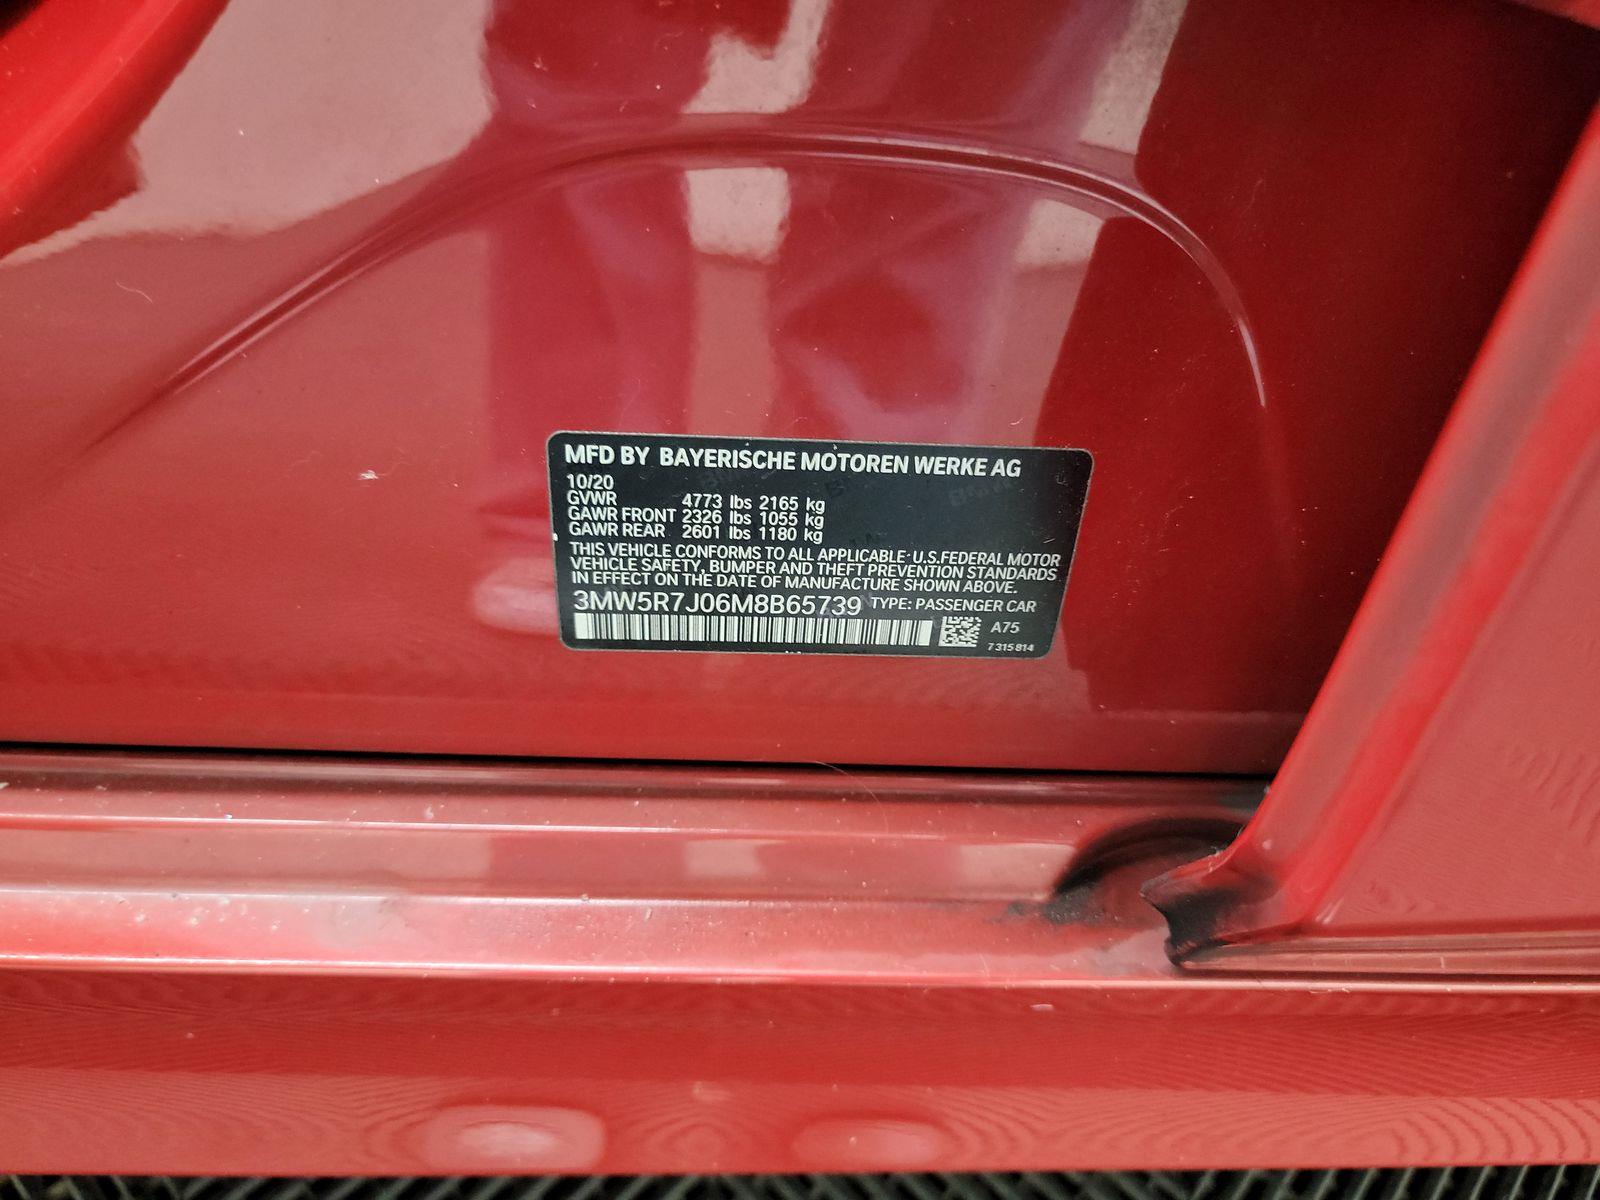 MFD BY BAYERISCHE MOTOREN WERKE AG
10/20
GVWR 4773 lbs 2165 kg
GAWR FRONT 2326 lbs 1055 kg
GAWR REAR 2601 lbs 1180 kg
THIS VEHICLE CONFORMS TO ALL APPLICABLE U.S.FEDERAL MOTOR
VEHICLE SAFETY, BUMPER AND THEFT PREVENTION STANDARDS
IN EFFECT ON THE DATE OF MANUFACTURE SHOWN ABOVE.
3MW5R7J06M8B65739 TYPE: PASSENGER CAR
A75
7 315 814